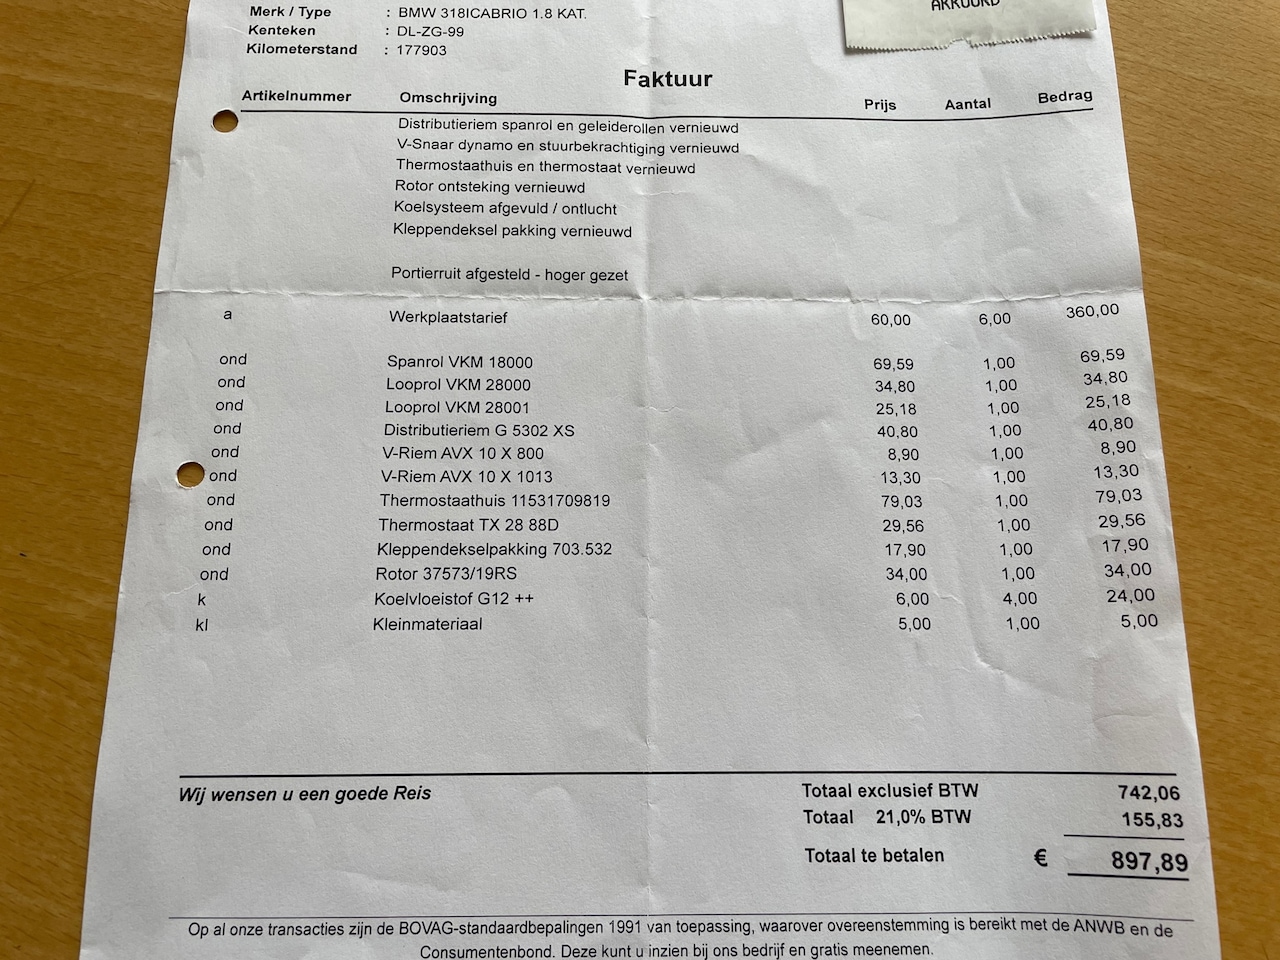 AKKOORD
Merk / Type : BMW 318ICABRIO 1.8 KAT.
Kenteken : DL-ZG-99
Kilometerstand : 177903
Faktuur
Artikelnummer Omschrijving Prijs Aantal Bedrag
Distributieriem spanrol en geleiderollen vernieuwd
V-Snaar dynamo en stuurbekrachtiging vernieuwd
Thermostaathuis en thermostaat vernieuwd
Rotor ontsteking vernieuwd
Koelsysteem afgevuld / ontlucht
Kleppendeksel pakking vernieuwd
Portierruit afgesteld - hoger gezet
a Werkplaatstarief 60,00 6,00 360,00
ond Spanrol VKM 18000 69,59 1,00 69,59
ond Looprol VKM 28000 34,80 1,00 34,80
ond Looprol VKM 28001 25,18 1,00 25,18
ond Distributieriem G 5302 XS 40,80 1,00 40,80
ond V-Riem AVX 10 X 800 8,90 1,00 8,90
ond V-Riem AVX 10 X 1013 13,30 1,00 13,30
ond Thermostaathuis 11531709819 79,03 1,00 79,03
ond Thermostaat TX 28 88D 29,56 1,00 29,56
ond Kleppendekselpakking 703.532 17,90 1,00 17,90
ond Rotor 37573/19RS 34,00 1,00 34,00
k Koelvloeistof G12 ++ 6,00 4,00 24,00
kl Kleinmateriaal 5,00 1,00 5,00
Wij wensen u een goede Reis Totaal exclusief BTW 742,06
Totaal 21,0% BTW 155,83
Totaal te betalen € 897,89
Op al onze transacties zijn de BOVAG-standaardbepalingen 1991 van toepassing, waarover overeenstemming is bereikt met de ANWB en de
Consumentenbond. Deze kunt u inzien bij ons bedrijf en gratis meenemen.